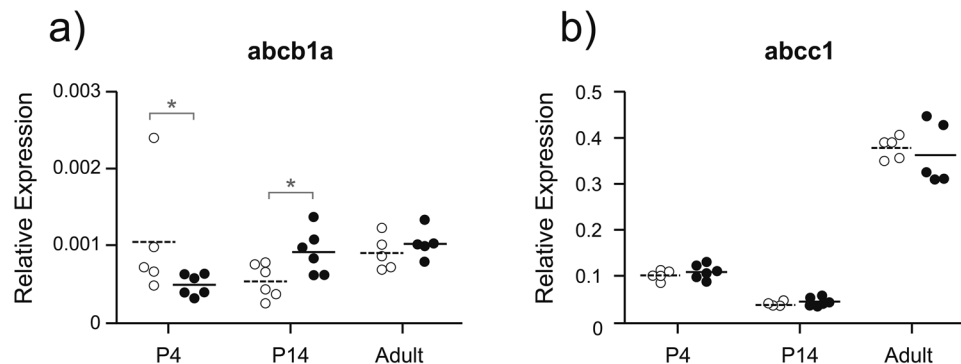 a)
abcb1a
Relative Expression
0.003
0.002
0.001
0
*
*
P4 P14 Adult
b)
abcc1
Relative Expression
0.5
0.4
0.3
0.2
0.1
0
P4 P14 Adult